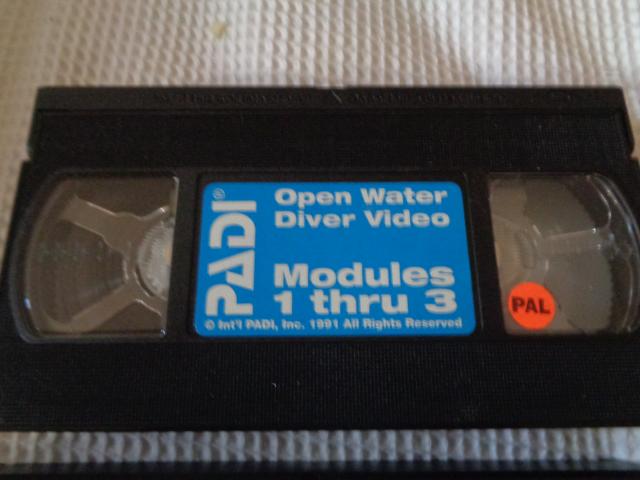 PADI®
Open Water
Diver Video
Modules
1 thru 3
© Int'l PADI, Inc. 1991 All Rights Reserved
PAL